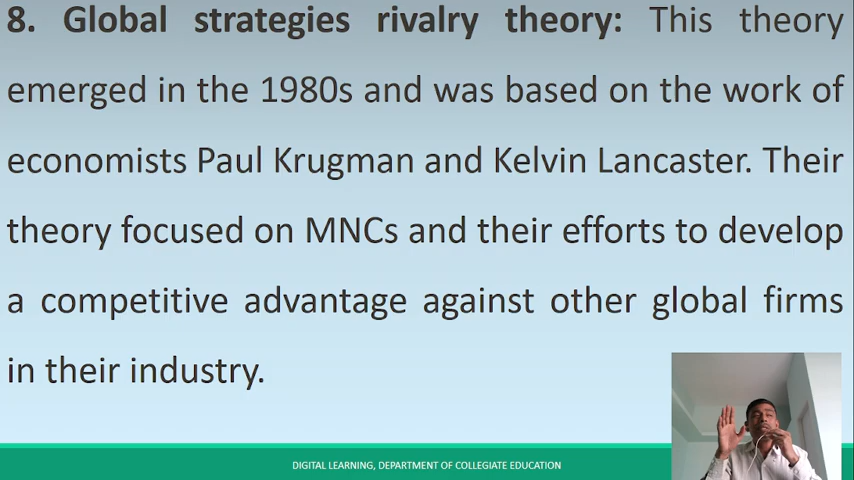 8. Global strategies rivalry theory: This theory
emerged in the 1980s and was based on the work of
economists Paul Krugman and Kelvin Lancaster. Their
theory focused on MNCs and their efforts to develop
a competitive advantage against other global firms
in their industry.
DIGITAL LEARNING, DEPARTMENT OF COLLEGIATE EDUCATION